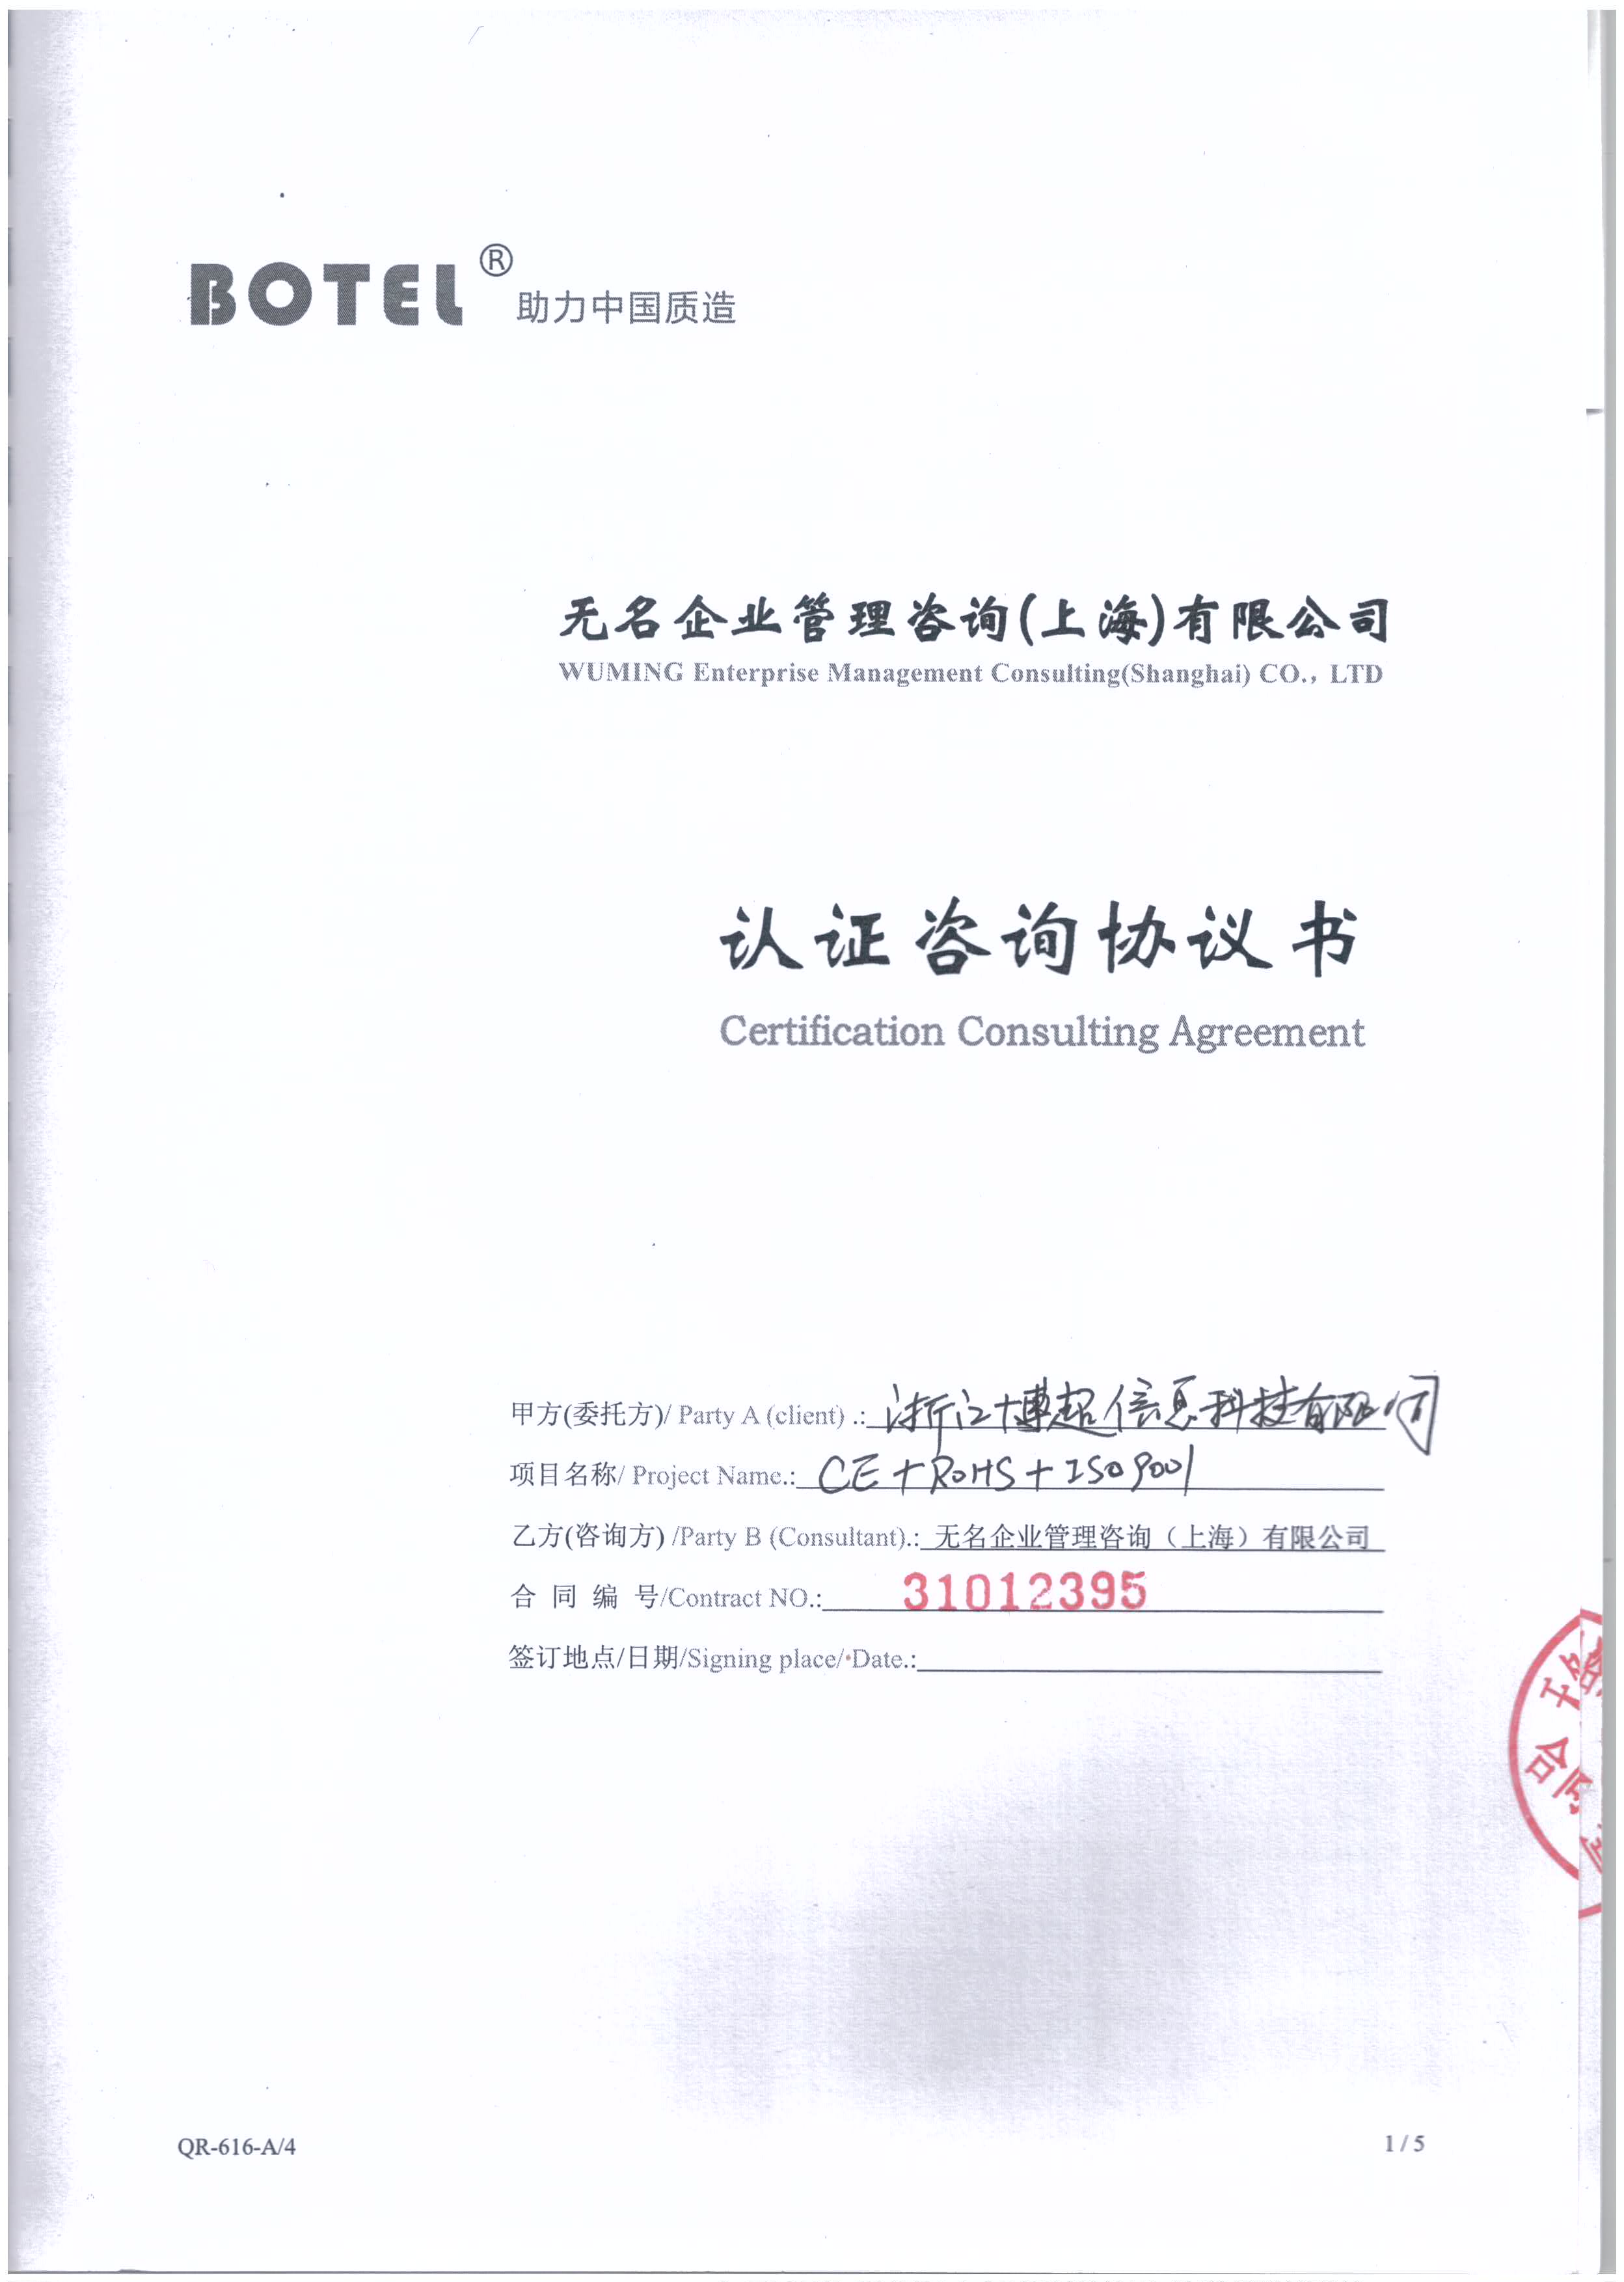 BOTEL® 助力中国质造
无名企业管理咨询(上海)有限公司
WUMING Enterprise Management Consulting(Shanghai) CO., LTD
认证咨询协议书
Certification Consulting Agreement
甲方(委托方)/ Party A (client) .: 浙江博超信息科技有限公司
项目名称/ Project Name.: CE+RoHS+ISO9001
乙方(咨询方) /Party B (Consultant).: 无名企业管理咨询（上海）有限公司
合 同 编 号/Contract NO.: 31012395
签订地点/日期/Signing place/·Date.:
合同
QR-616-A/4
1 / 5